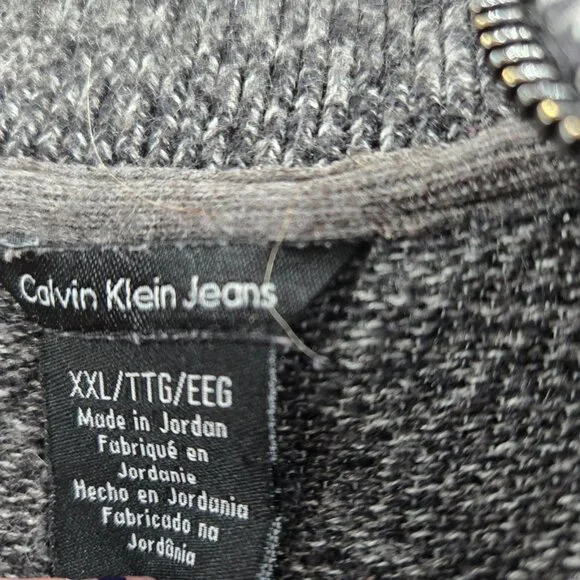 Calvin Klein Jeans
XXL/TTG/EEG
Made in Jordan
Fabriqué en
Jordanie
Hecho en Jordania
Fabricado na
Jordânia